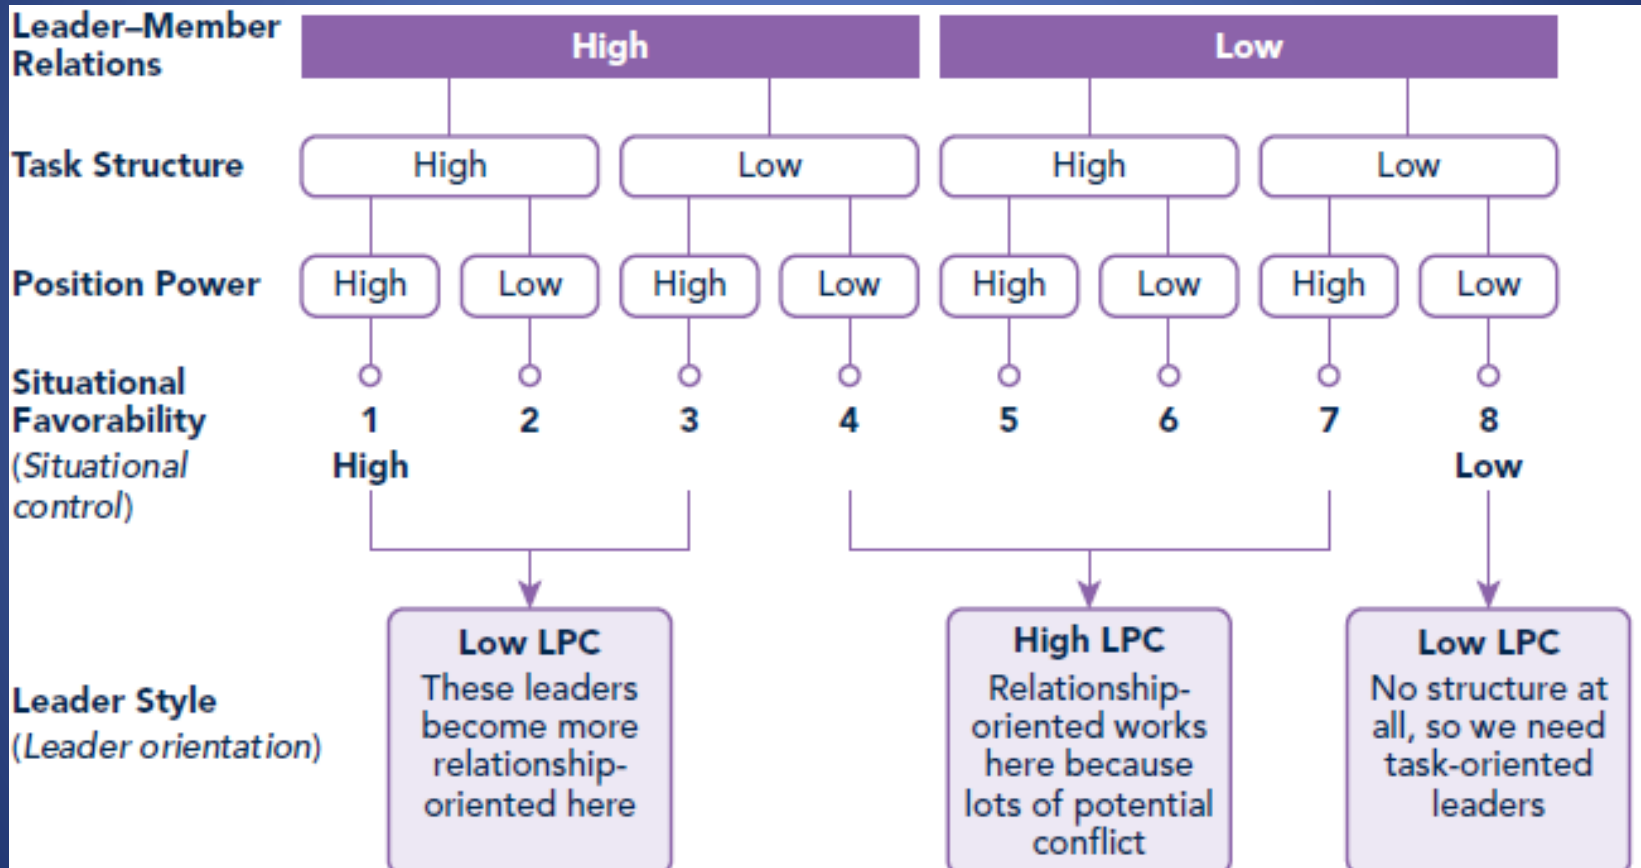 Leader–Member
Relations
High
Low
Task Structure
High
Low
High
Low
Position Power
High
Low
High
Low
High
Low
High
Low
Situational
Favorability
(Situational
control)
1
2
3
4
5
6
7
8
High
Low
Leader Style
(Leader orientation)
Low LPC
These leaders
become more
relationship-
oriented here
High LPC
Relationship-
oriented works
here because
lots of potential
conflict
Low LPC
No structure at
all, so we need
task-oriented
leaders